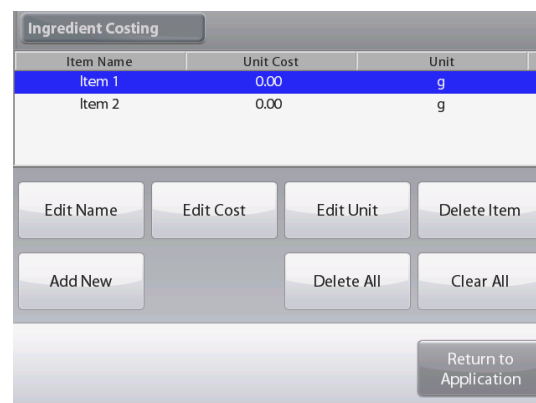 Ingredient Costing
Item Name Unit Cost Unit
Item 1 0.00 g
Item 2 0.00 g
Edit Name Edit Cost Edit Unit Delete Item
Add New Delete All Clear All
Return to
Application